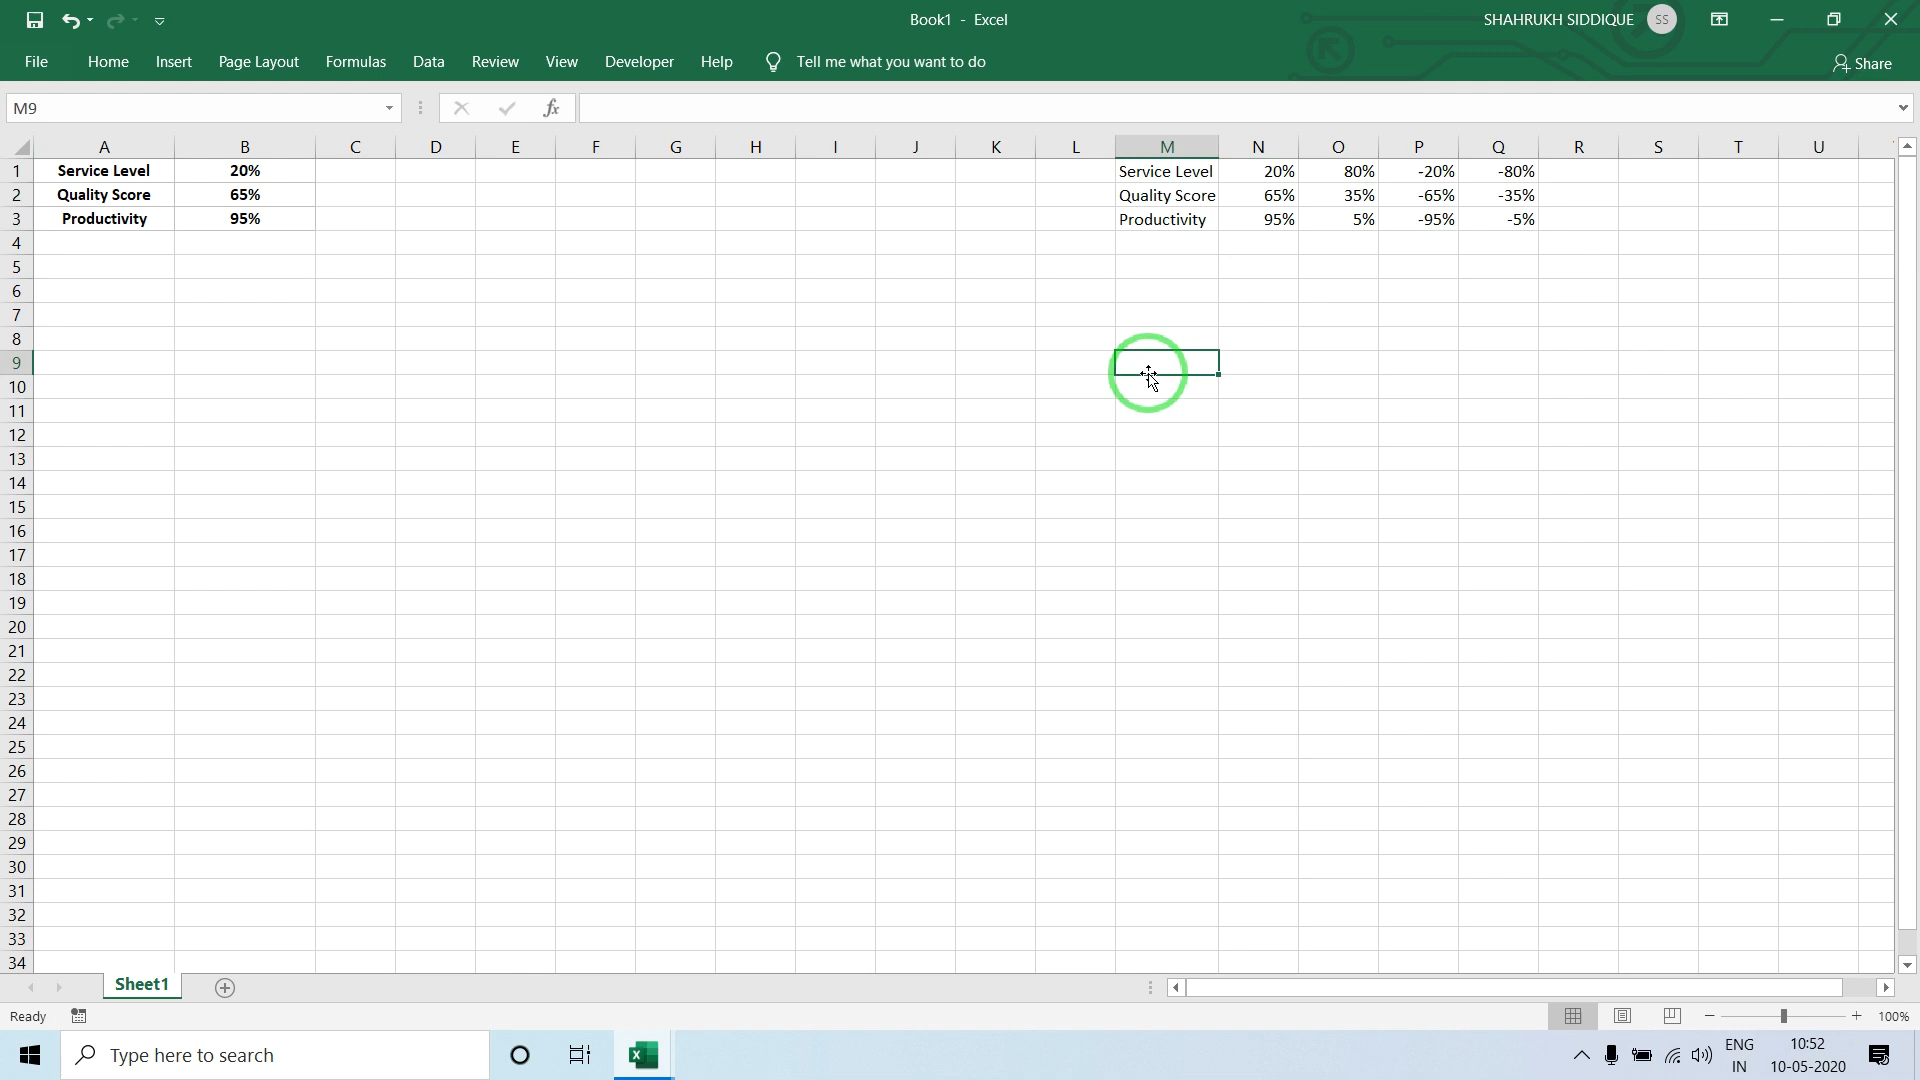 Book1 - Excel
SHAHRUKH SIDDIQUE SS
File Home Insert Page Layout Formulas Data Review View Developer Help Tell me what you want to do
Share
M9 fx
A B C D E F G H I J K L M N O P Q R S T U
1 Service Level 20% Service Level 20% 80% -20% -80%
2 Quality Score 65% Quality Score 65% 35% -65% -35%
3 Productivity 95% Productivity 95% 5% -95% -5%
4
5
6
7
8
9
10
11
12
13
14
15
16
17
18
19
20
21
22
23
24
25
26
27
28
29
30
31
32
33
34
Sheet1
Ready 100%
Type here to search
ENG 10:52
IN 10-05-2020